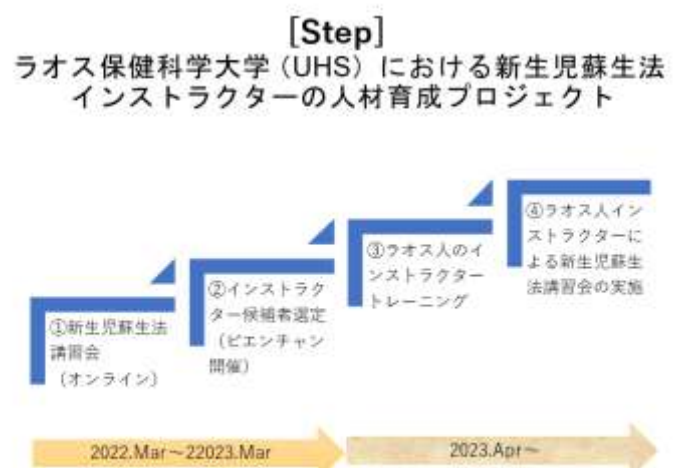 [Step]
ラオス保健科学大学（UHS）における新生児蘇生法
インストラクターの人材育成プロジェクト
①新生児蘇生法
講習会
（オンライン）
②インストラク
ター候補者選定
（ビエンチャン
開催）
③ラオス人のイ
ンストラクター
トレーニング
④ラオス人イン
ストラクターに
よる新生児蘇生
法講習会の実施
2022.Mar～22023.Mar
2023.Apr～